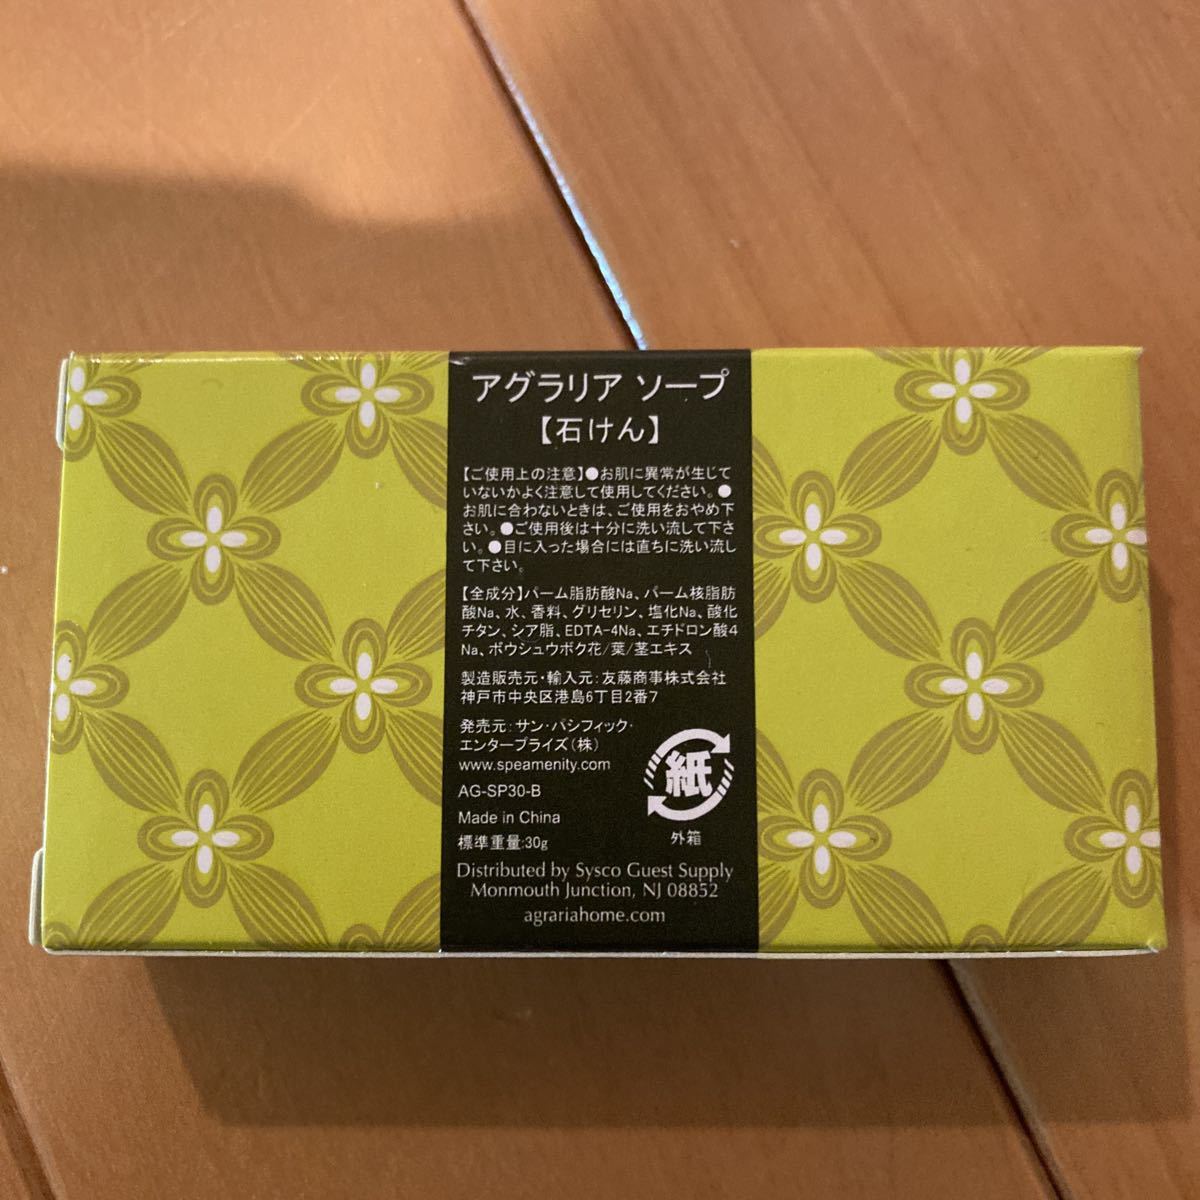 アグラリア ソープ
【石けん】
【ご使用上の注意】●お肌に異常が生じて
いないかよく注意して使用してください。●
お肌に合わないときは、ご使用をおやめ下
さい。●ご使用後は十分に洗い流して下さ
い。●目に入った場合には直ちに洗い流し
て下さい。
【全成分】パーム脂肪酸Na、パーム核脂肪
酸Na、水、香料、グリセリン、塩化Na、酸化
チタン、シア脂、EDTA-4Na、エチドロン酸4
Na、ボウシュウボク花/葉/茎エキス
製造販売元・輸入元：友藤商事株式会社
神戸市中央区港島6丁目2番7
発売元：サン・パシフィック・
エンタープライズ（株）
www.speamenity.com
AG-SP30-B
Made in China
標準重量：30g
紙
外箱
Distributed by Sysco Guest Supply
Monmouth Junction, NJ 08852
agrariahome.com